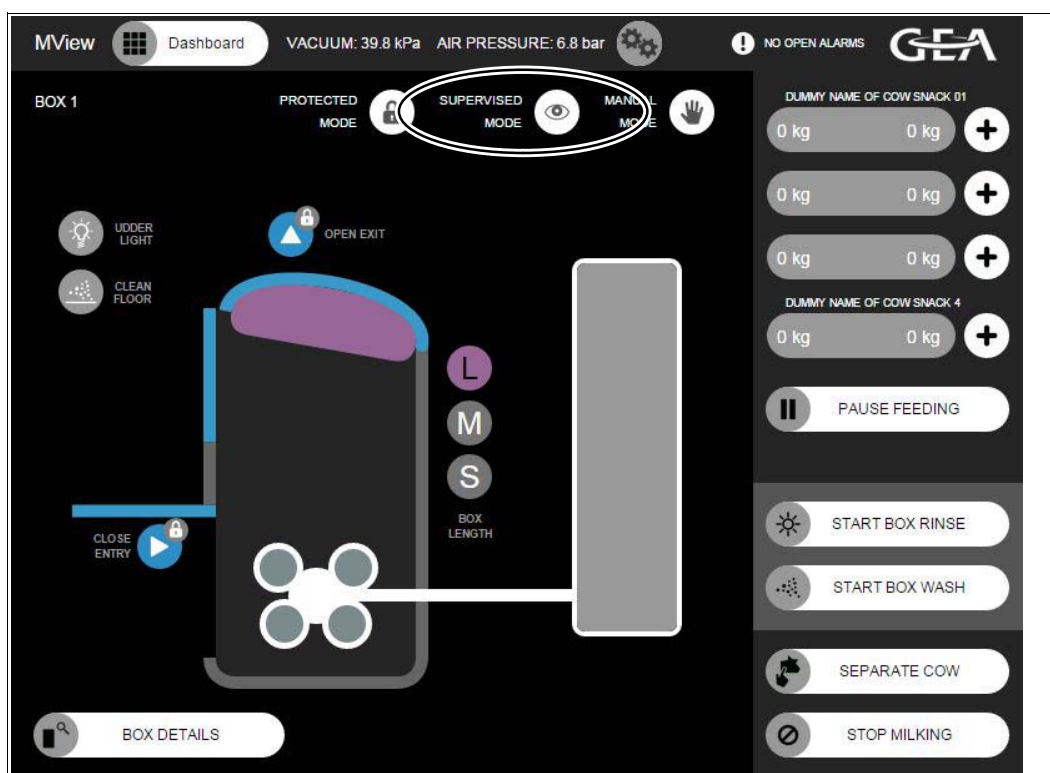 MView
Dashboard
VACUUM: 39.8 kPa
AIR PRESSURE: 6.8 bar
NO OPEN ALARMS
GEA
BOX 1
PROTECTED
MODE
SUPERVISED
MODE
MANUAL
MODE
DUMMY NAME OF COW SNACK 01
0 kg 0 kg
0 kg 0 kg
0 kg 0 kg
DUMMY NAME OF COW SNACK 4
0 kg 0 kg
UDDER
LIGHT
CLEAN
FLOOR
OPEN EXIT
L
M
S
BOX
LENGTH
CLOSE
ENTRY
PAUSE FEEDING
START BOX RINSE
START BOX WASH
SEPARATE COW
STOP MILKING
BOX DETAILS